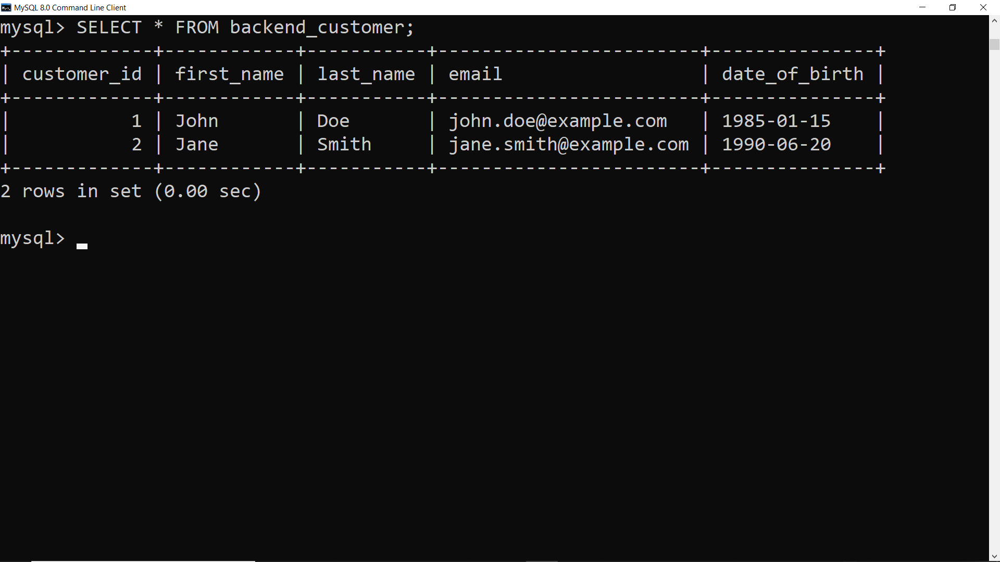 MySQL 8.0 Command Line Client
mysql> SELECT * FROM backend_customer;
+-------------+------------+-----------+------------------------+---------------+
| customer_id | first_name | last_name | email                  | date_of_birth |
+-------------+------------+-----------+------------------------+---------------+
|           1 | John       | Doe       | john.doe@example.com   | 1985-01-15    |
|           2 | Jane       | Smith     | jane.smith@example.com | 1990-06-20    |
+-------------+------------+-----------+------------------------+---------------+
2 rows in set (0.00 sec)
mysql>